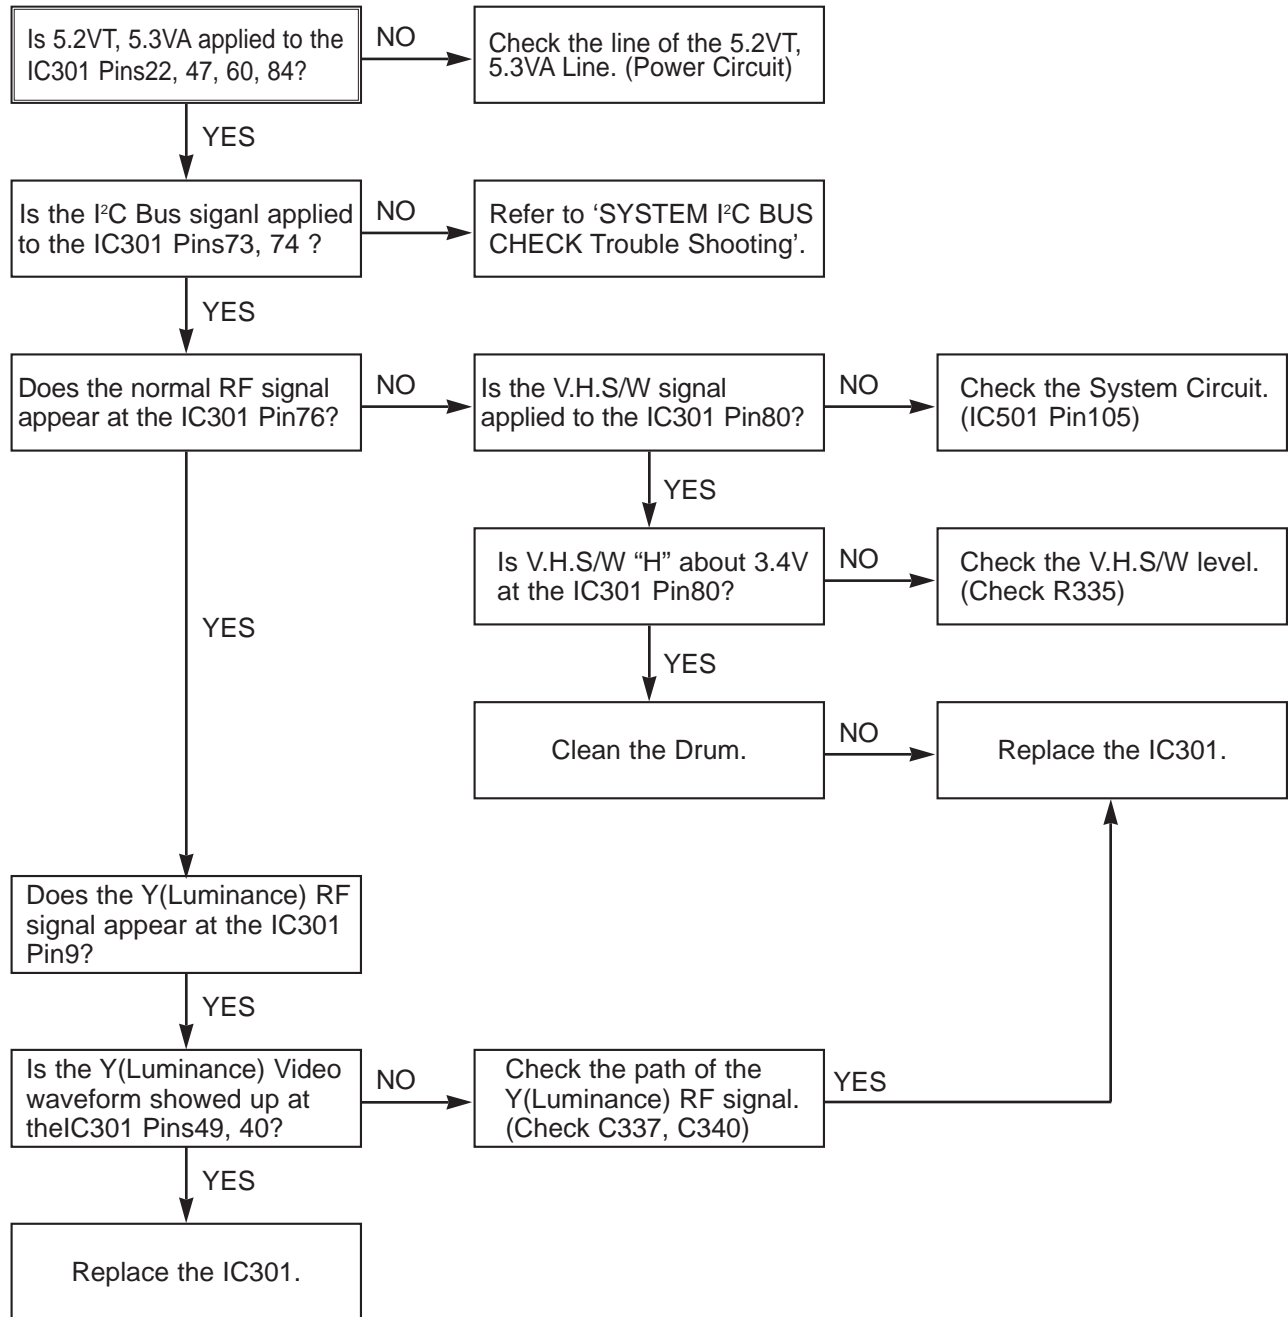 Is 5.2VT, 5.3VA applied to the
IC301 Pins22, 47, 60, 84?
NO
Check the line of the 5.2VT,
5.3VA Line. (Power Circuit)
YES
Is the I²C Bus siganl applied
to the IC301 Pins73, 74 ?
NO
Refer to ‘SYSTEM I²C BUS
CHECK Trouble Shooting’.
YES
Does the normal RF signal
appear at the IC301 Pin76?
NO
Is the V.H.S/W signal
applied to the IC301 Pin80?
NO
Check the System Circuit.
(IC501 Pin105)
YES
Is V.H.S/W “H” about 3.4V
at the IC301 Pin80?
NO
Check the V.H.S/W level.
(Check R335)
YES
YES
Clean the Drum.
NO
Replace the IC301.
Does the Y(Luminance) RF
signal appear at the IC301
Pin9?
YES
Is the Y(Luminance) Video
waveform showed up at
theIC301 Pins49, 40?
NO
Check the path of the
Y(Luminance) RF signal.
(Check C337, C340)
YES
YES
Replace the IC301.